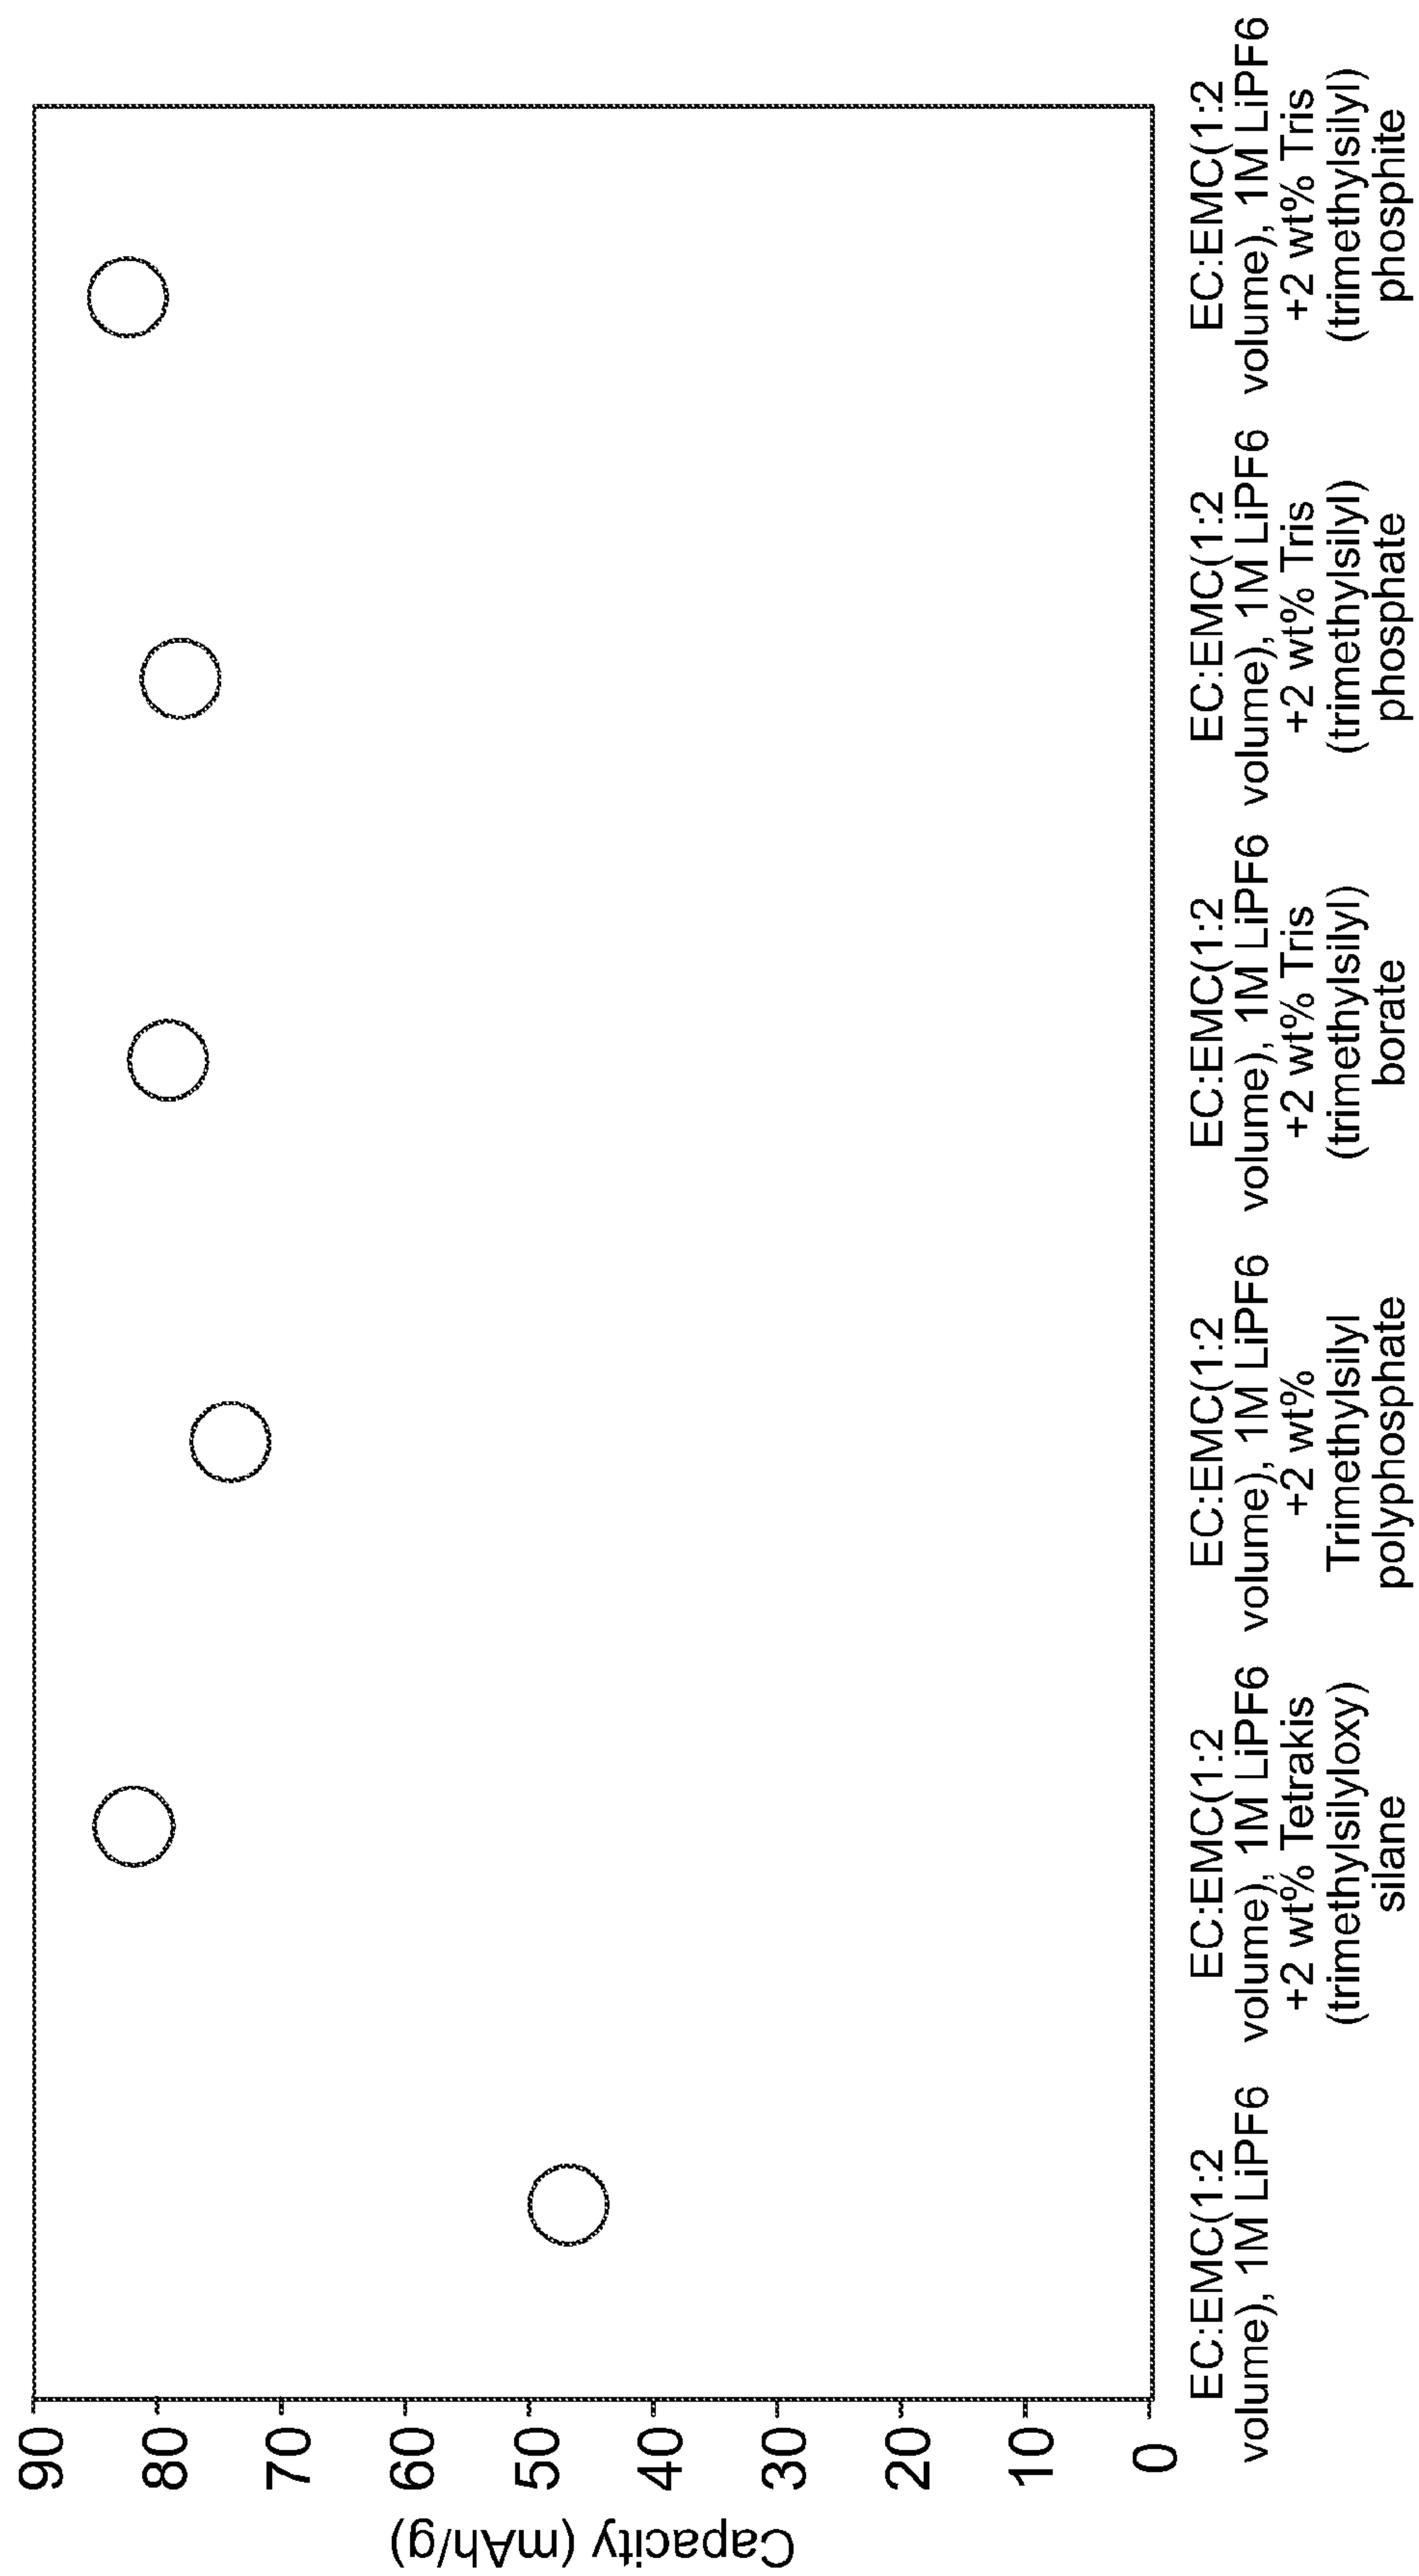 Capacity (mAh/g)
90
80
70
60
50
40
30
20
10
0
EC:EMC(1:2
volume), 1M LiPF6
EC:EMC(1:2
volume), 1M LiPF6
+2 wt% Tetrakis
(trimethylsilyloxy)
silane
EC:EMC(1:2
volume), 1M LiPF6
+2 wt%
Trimethylsilyl
polyphosphate
EC:EMC(1:2
volume), 1M LiPF6
+2 wt% Tris
(trimethylsilyl)
borate
EC:EMC(1:2
volume), 1M LiPF6
+2 wt% Tris
(trimethylsilyl)
phosphate
EC:EMC(1:2
volume), 1M LiPF6
+2 wt% Tris
(trimethylsilyl)
phosphite